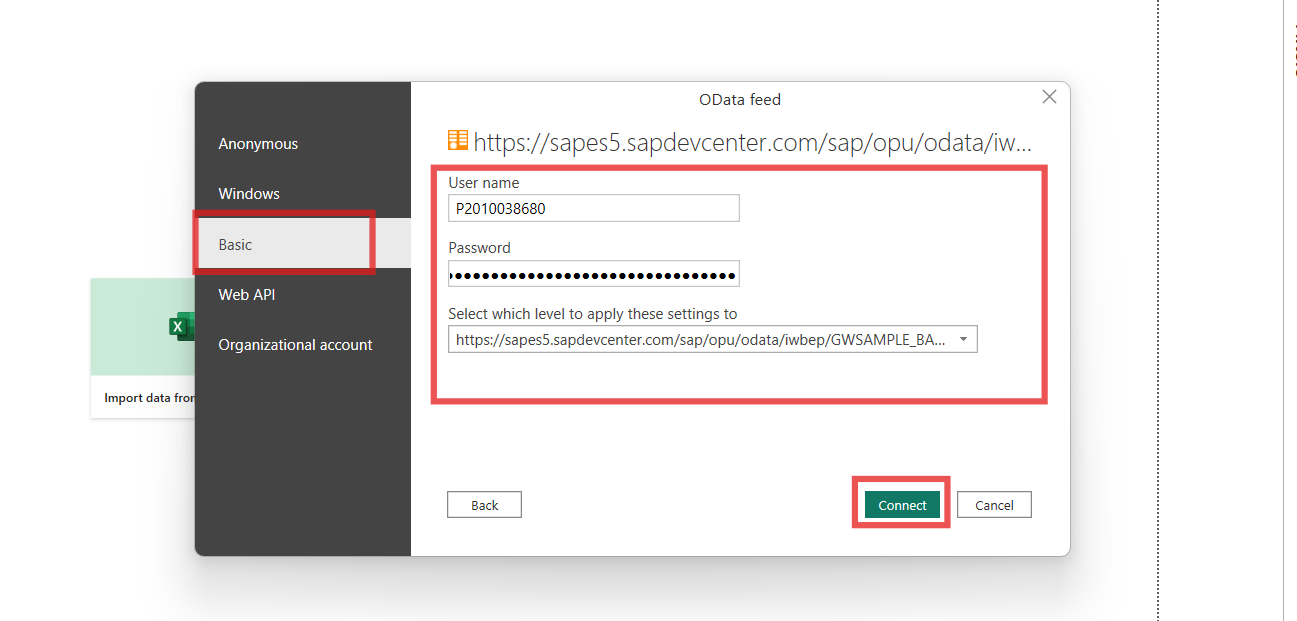 OData feed
Anonymous
Windows
Basic
Web API
Organizational account
https://sapes5.sapdevcenter.com/sap/opu/odata/iw...
User name
P2010038680
Password
Select which level to apply these settings to
https://sapes5.sapdevcenter.com/sap/opu/odata/iwbep/GWSAMPLE_BA...
Back
Connect
Cancel
X
Import data from